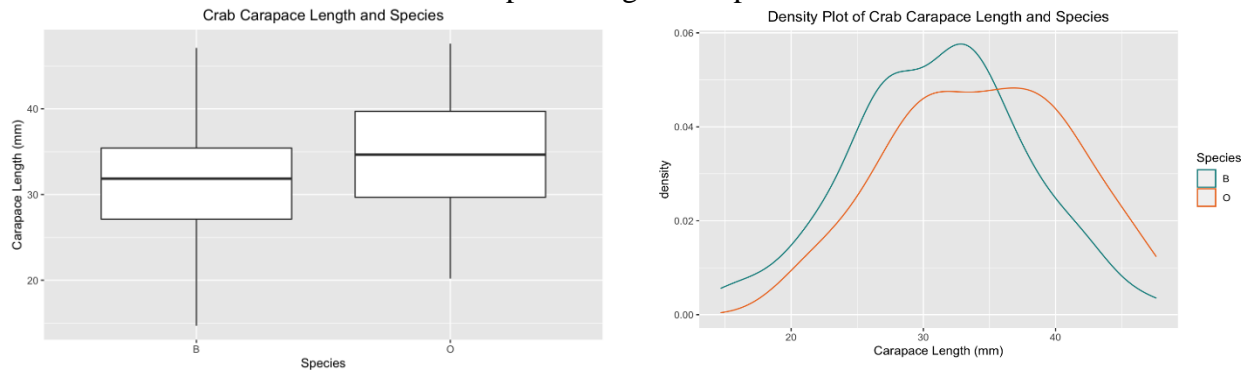 Crab Carapace Length and Species
Carapace Length (mm)
40
30
20
B
O
Species
Density Plot of Crab Carapace Length and Species
density
0.06
0.04
0.02
0.00
20
30
40
Carapace Length (mm)
Species
B
O